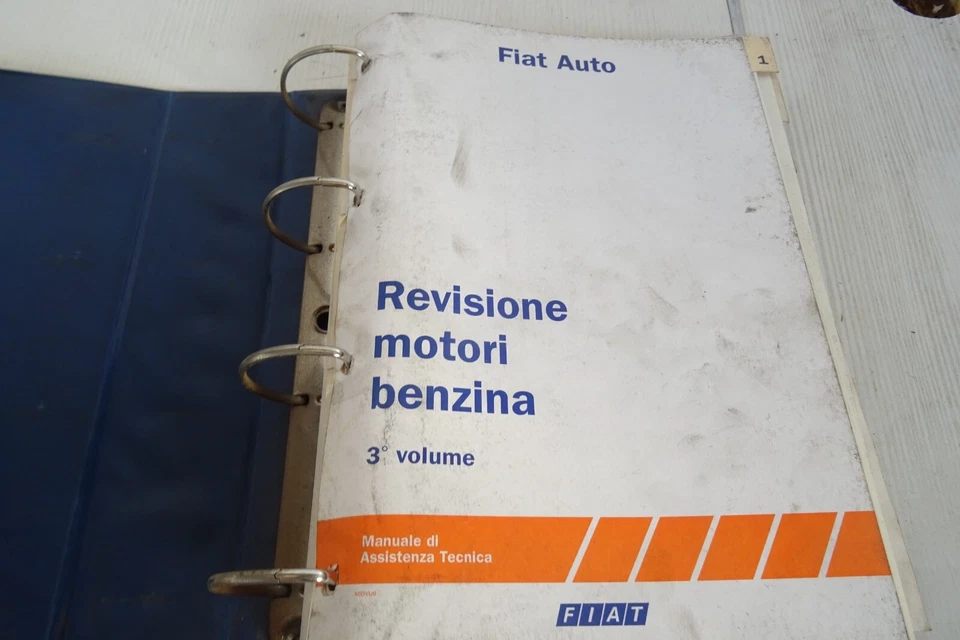 Fiat Auto
1
Revisione
motori
benzina
3° volume
Manuale di
Assistenza Tecnica
FIAT